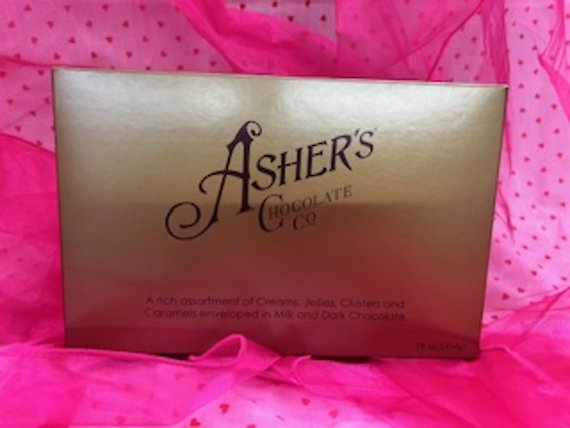 ASHER'S
CHOCOLATE
CO
A rich assortment of Creams, Jellies, Clusters and
Caramels enveloped in Milk and Dark Chocolate